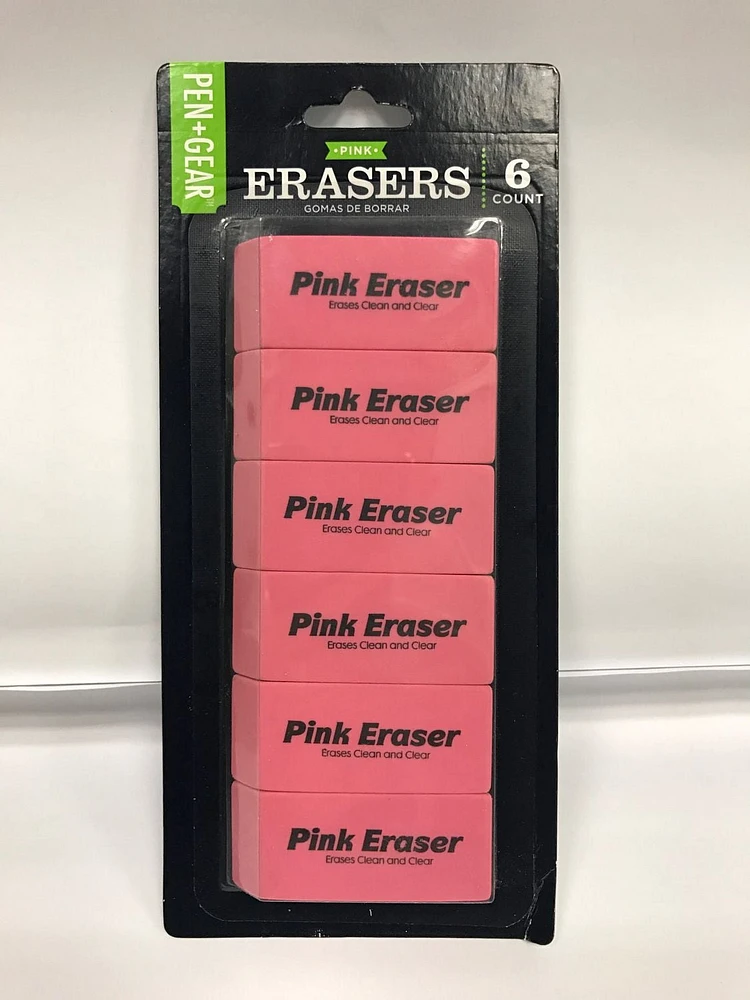 PEN+GEAR™
•PINK•
ERASERS
GOMAS DE BORRAR
6
COUNT
Pink Eraser
Erases Clean and Clear
Pink Eraser
Erases Clean and Clear
Pink Eraser
Erases Clean and Clear
Pink Eraser
Erases Clean and Clear
Pink Eraser
Erases Clean and Clear
Pink Eraser
Erases Clean and Clear